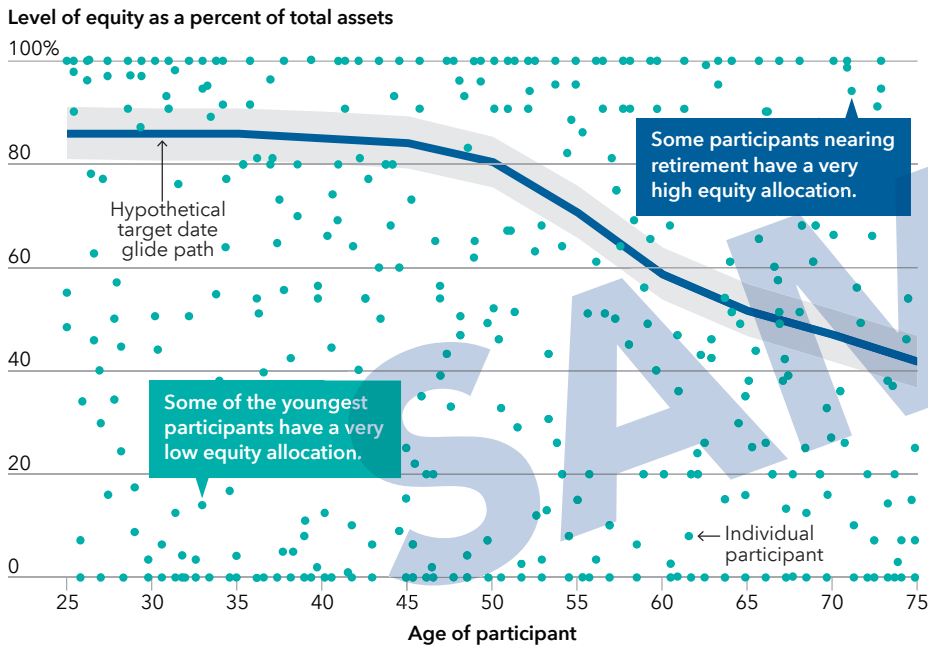 Level of equity as a percent of total assets
100%
80
60
40
20
0
Hypothetical
target date
glide path
Some participants nearing
retirement have a very
high equity allocation.
Some of the youngest
participants have a very
low equity allocation.
Individual
participant
SAM
25 30 35 40 45 50 55 60 65 70 75
Age of participant